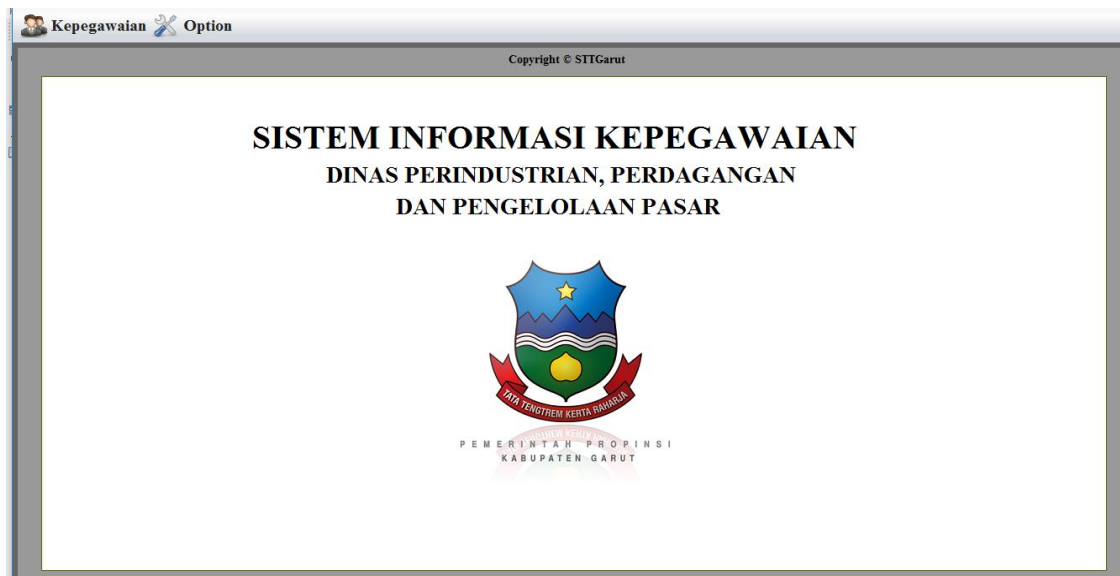 Kepegawaian Option
Copyright © STTGarut
SISTEM INFORMASI KEPEGAWAIAN
DINAS PERINDUSTRIAN, PERDAGANGAN
DAN PENGELOLAAN PASAR
TATA TENGTREM KERTA RAHARJA
PEMERINTAH PROPINSI
KABUPATEN GARUT